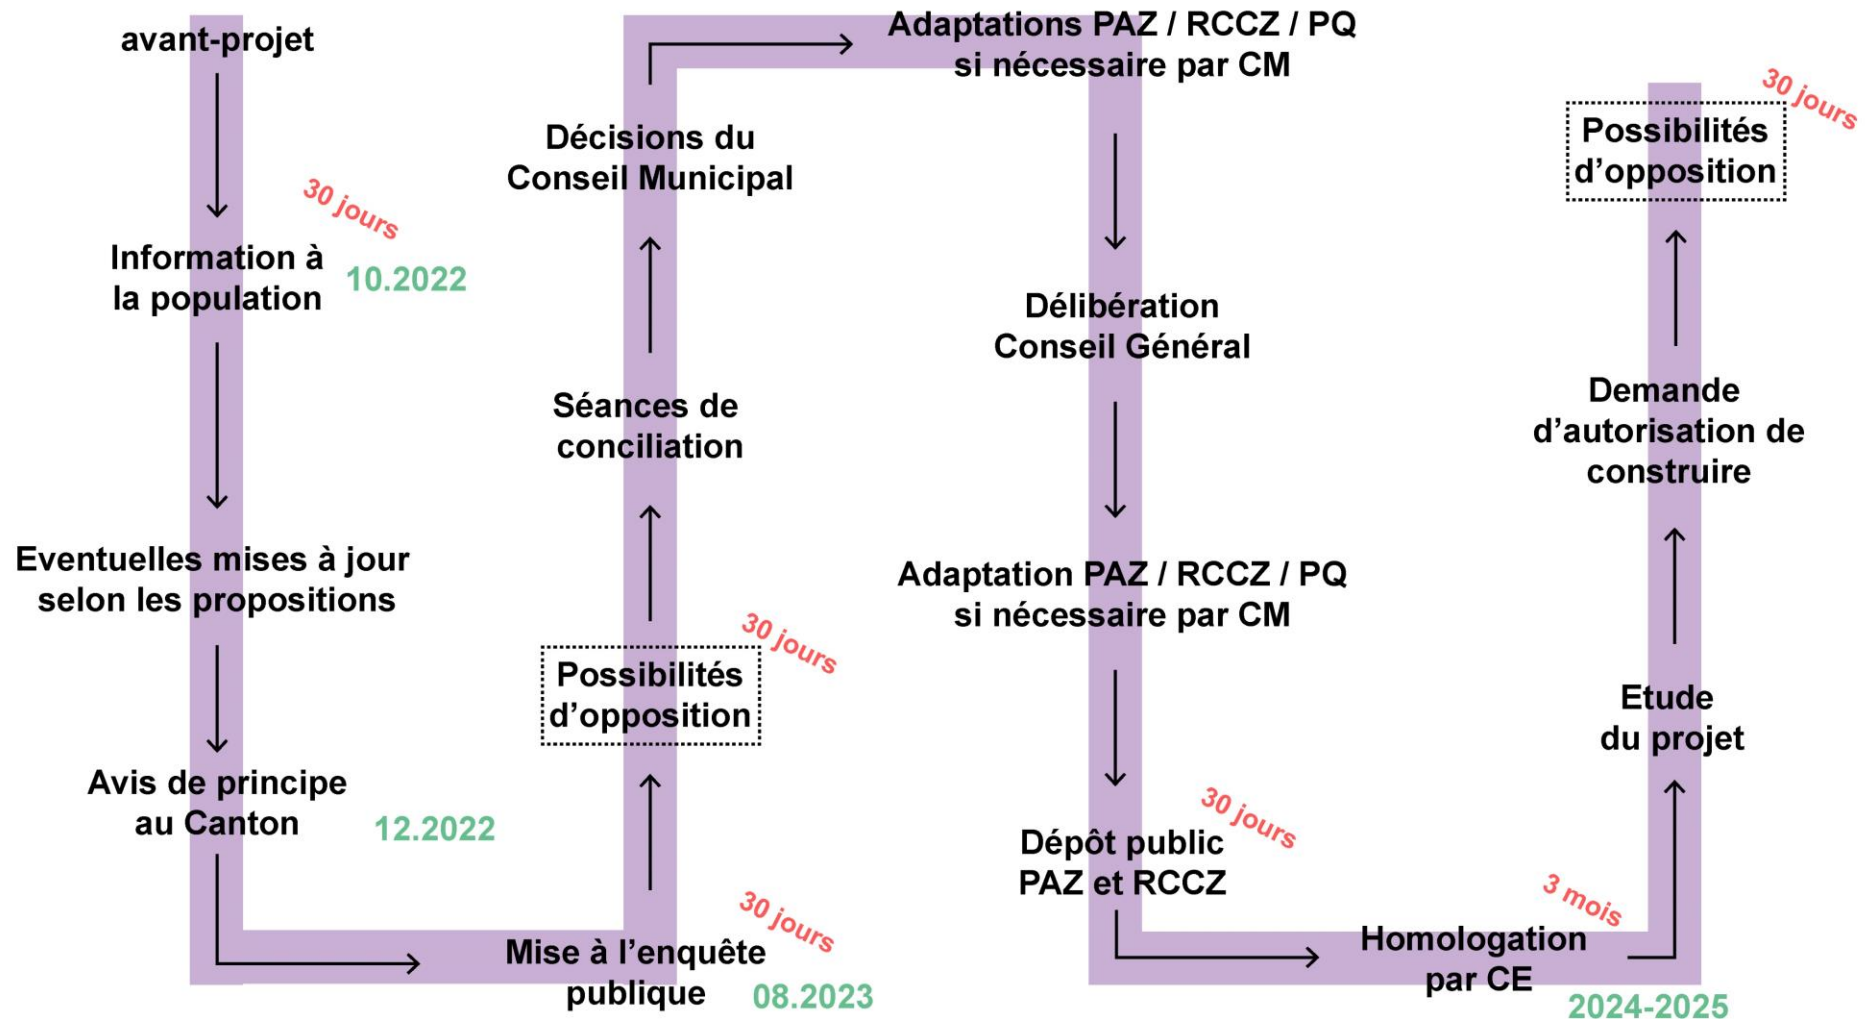 avant-projet
30 jours
Information à
la population
10.2022
Eventuelles mises à jour
selon les propositions
Avis de principe
au Canton
12.2022
Mise à l’enquête
publique
30 jours
08.2023
Possibilités
d’opposition
30 jours
Séances de
conciliation
Décisions du
Conseil Municipal
Adaptations PAZ / RCCZ / PQ
si nécessaire par CM
Délibération
Conseil Général
Adaptation PAZ / RCCZ / PQ
si nécessaire par CM
Dépôt public
PAZ et RCCZ
30 jours
Homologation
par CE
3 mois
2024-2025
Etude
du projet
Demande
d’autorisation de
construire
Possibilités
d’opposition
30 jours